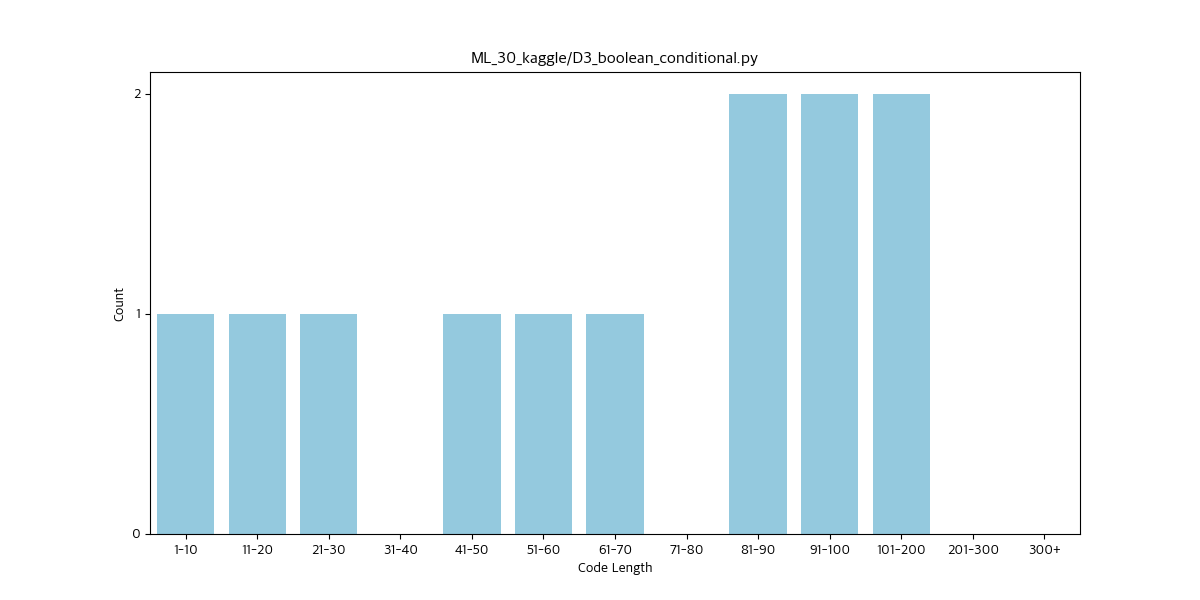 ML_30_kaggle/D3_boolean_conditional.py
2
1
0
Count
1-10 11-20 21-30 31-40 41-50 51-60 61-70 71-80 81-90 91-100 101-200 201-300 300+
Code Length